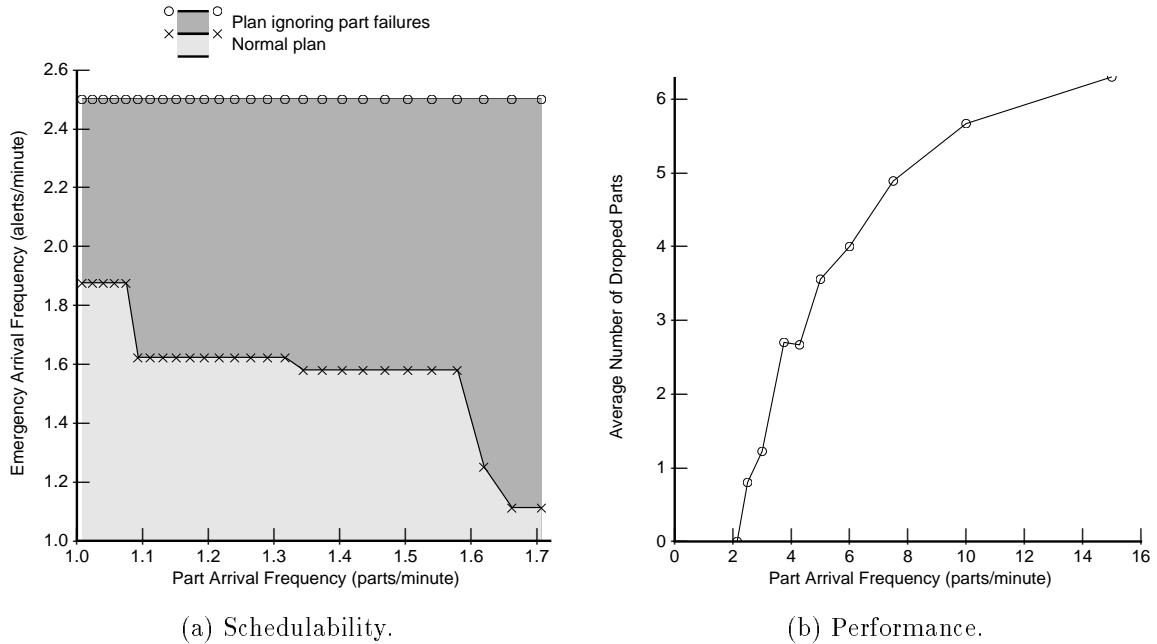 Plan ignoring part failures
Normal plan
2.6
2.4
2.2
2.0
1.8
1.6
1.4
1.2
1.0
Emergency Arrival Frequency (alerts/minute)
1.0 1.1 1.2 1.3 1.4 1.5 1.6 1.7
Part Arrival Frequency (parts/minute)
(a) Schedulability.
6
5
4
3
2
1
0
Average Number of Dropped Parts
0 2 4 6 8 10 12 14 16
Part Arrival Frequency (parts/minute)
(b) Performance.